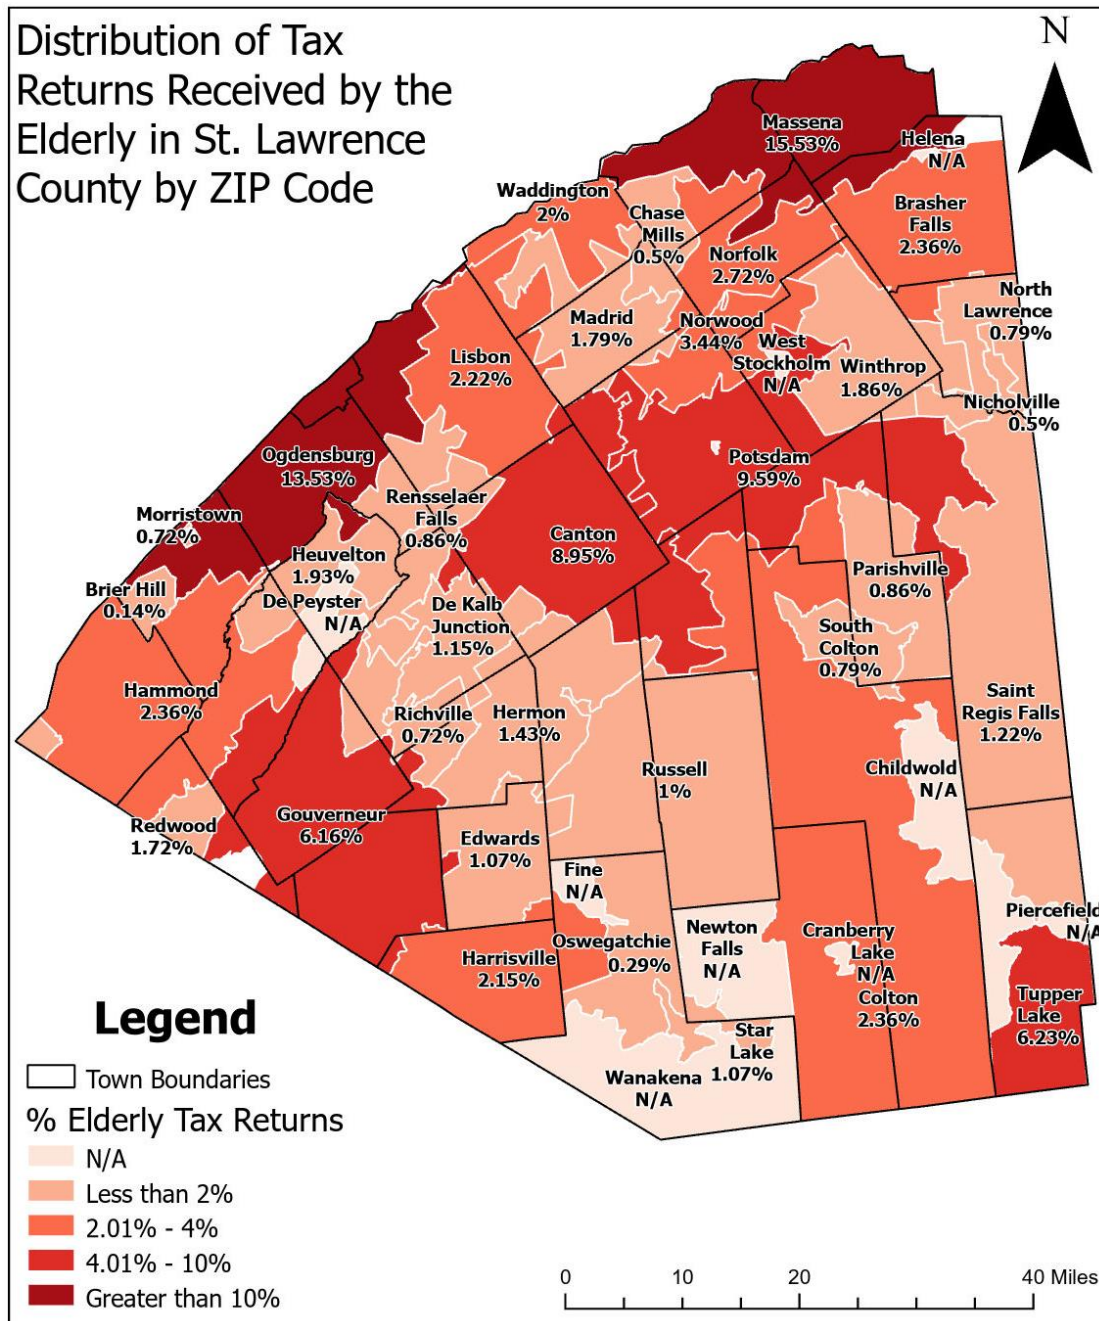 Distribution of Tax
Returns Received by the
Elderly in St. Lawrence
County by ZIP Code
N
Massena
15.53%
Helena
N/A
Waddington
2%
Chase
Mills
0.5%
Brasher
Falls
2.36%
Norfolk
2.72%
North
Lawrence
0.79%
Madrid
1.79%
Norwood
3.44%
West
Stockholm
N/A
Winthrop
1.86%
Lisbon
2.22%
Nicholville
0.5%
Ogdensburg
13.53%
Potsdam
9.59%
Rensselaer
Falls
0.86%
Morristown
0.72%
Canton
8.95%
Heuvelton
1.93%
Parishville
0.86%
Brier Hill
0.14%
De Peyster
N/A
De Kalb
Junction
1.15%
South
Colton
0.79%
Hammond
2.36%
Richville
0.72%
Hermon
1.43%
Saint
Regis Falls
1.22%
Russell
1%
Childwold
N/A
Redwood
1.72%
Gouverneur
6.16%
Edwards
1.07%
Fine
N/A
Piercefield
N/A
Newton
Falls
N/A
Cranberry
Lake
N/A
Oswegatchie
0.29%
Harrisville
2.15%
Colton
2.36%
Tupper
Lake
6.23%
Star
Lake
1.07%
Wanakena
N/A
Legend
Town Boundaries
% Elderly Tax Returns
N/A
Less than 2%
2.01% - 4%
4.01% - 10%
Greater than 10%
0 10 20 40 Miles